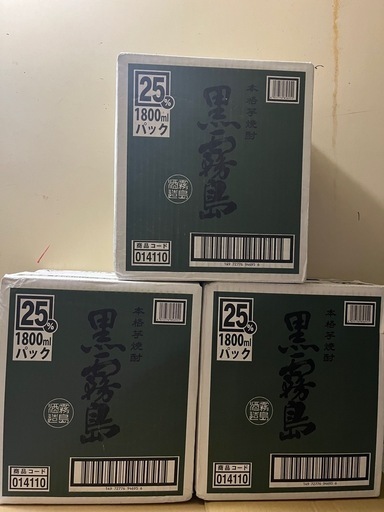 25%
1800ml
パック
本格芋焼酎
黒霧島
霧島
酒造
商品コード
014110
25%
1800ml
パック
本格芋焼酎
黒霧島
霧島
酒造
商品コード
014110
25%
1800ml
パック
本格芋焼酎
黒霧島
霧島
酒造
商品コード
014110